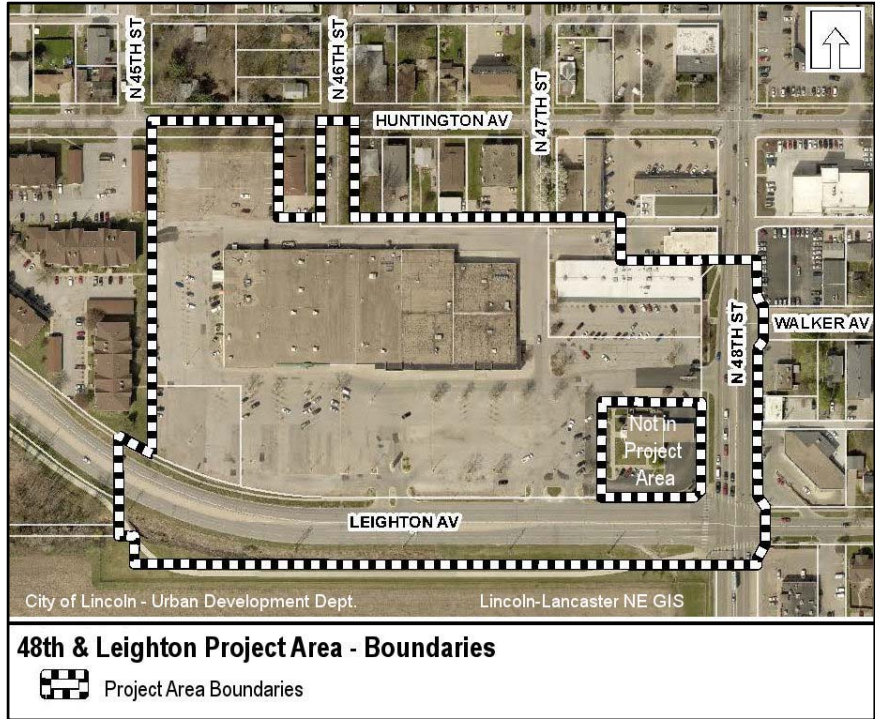 N 45TH ST
N 46TH ST
N 47TH ST
HUNTINGTON AV
N 48TH ST
WALKER AV
Not in
Project
Area
LEIGHTON AV
City of Lincoln - Urban Development Dept.
Lincoln-Lancaster NE GIS
48th & Leighton Project Area - Boundaries
Project Area Boundaries